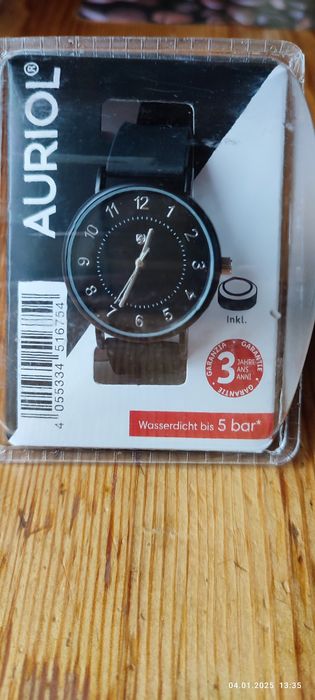 AURIOL®
12
1
2
3
4
5
6
7
8
9
10
11
Inkl.
GARANZIA • GARANTIE
3 JAHRE
ANS
ANNI
GARANTIE
Wasserdicht bis 5 bar*
4 055334 516754
04.01.2025 13:35